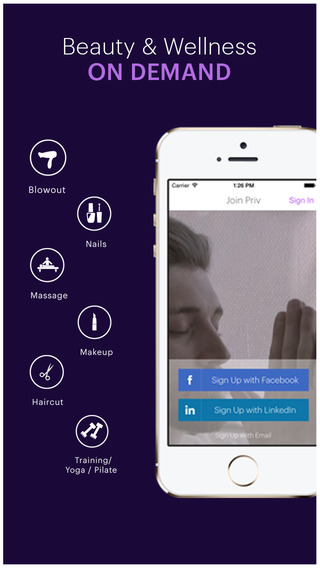 Beauty & Wellness
ON DEMAND
Blowout
Nails
Massage
Makeup
Haircut
Training/
Yoga / Pilate
Carrier
1:26 PM
Join Priv
Sign In
f
Sign Up with Facebook
in
Sign Up with LinkedIn
Sign Up With Email